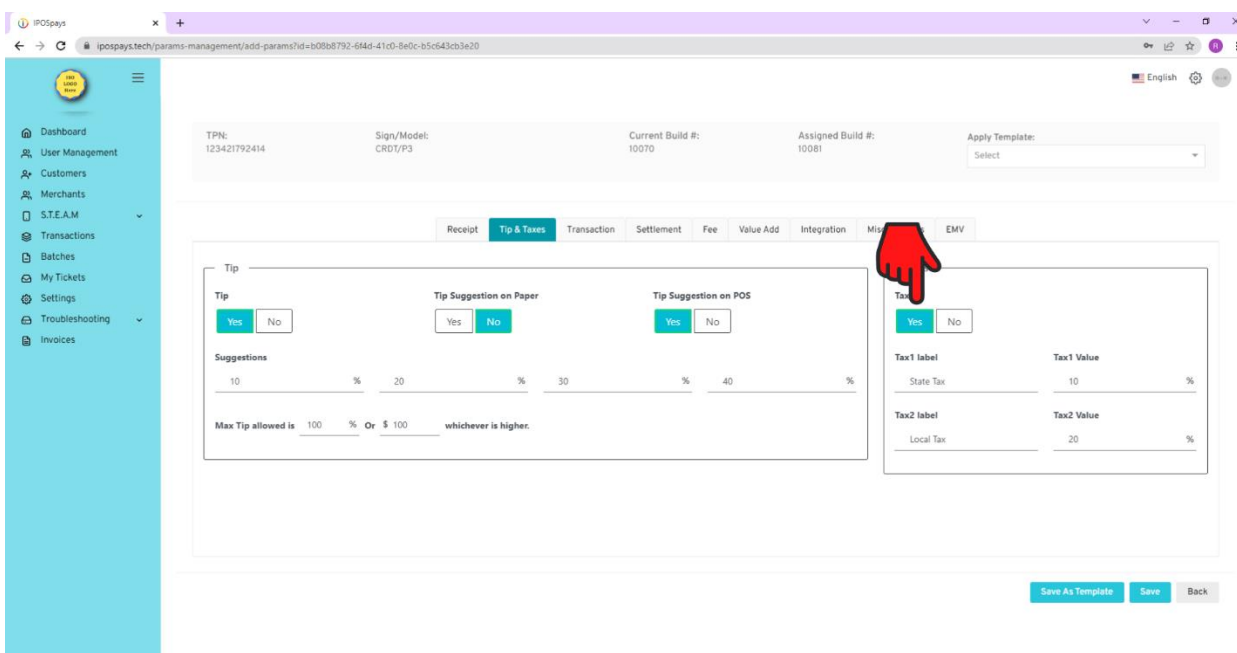 IPOSpays
ipospays.tech/params-management/add-params?id=b08b8792-6f4d-41c0-8e0c-b5c643cb3e20
English
Dashboard
User Management
Customers
Merchants
S.T.E.A.M
Transactions
Batches
My Tickets
Settings
Troubleshooting
Invoices
TPN: Sign/Model: Current Build #: Assigned Build #: Apply Template:
123421792414 CRDT/P3 10070 10081 Select
Receipt Tip & Taxes Transaction Settlement Fee Value Add Integration EMV
Tip
Tip Tip Suggestion on Paper Tip Suggestion on POS
Yes No Yes No Yes No Yes No
Suggestions Tax1 label Tax1 Value
10 % 20 % 30 % 40 % State Tax 10 %
Tax2 label Tax2 Value
Max Tip allowed is 100 % Or $ 100 whichever is higher.
Local Tax 20 %
Save As Template Save Back